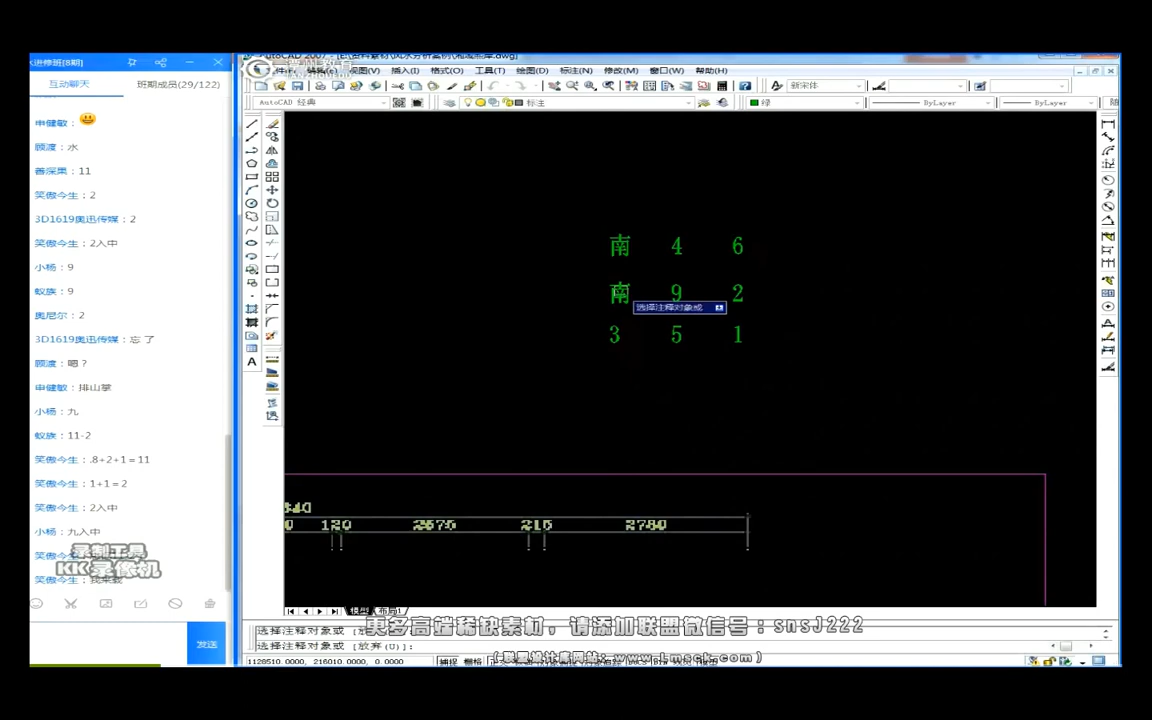 进修班[8期]
互动聊天 班期成员(29/122)
申健敏：
顾渡：水
善深果：11
笑傲今生：2
3D1619奥迅传媒：2
笑傲今生：2入中
小杨：9
蚁族：9
奥尼尔：2
3D1619奥迅传媒：忘 了
顾渡：嗯？
申健敏：排山掌
小杨：九
蚁族：11-2
笑傲今生：.8+2+1=11
笑傲今生：1+1=2
笑傲今生：2入中
小杨：九入中
笑傲今生：
录制工具
KK录像机
发送
AutoCAD 2007
插入(I) 格式(O) 工具(T) 绘图(D) 标注(N) 修改(M) 窗口(W) 帮助(H)
新宋体
AutoCAD 经典
标注
绿
ByLayer
ByLayer
南 4 6
南 9 2
选择注释对象或
3 5 1
120 2675 215 2780
模型 布局1
选择注释对象或
更多高端稀缺素材，请添加联盟微信号：snsJ222
选择注释对象或 [放弃(U)]:
1128510.0000, 216010.0000, 0.0000
捕捉 栅格